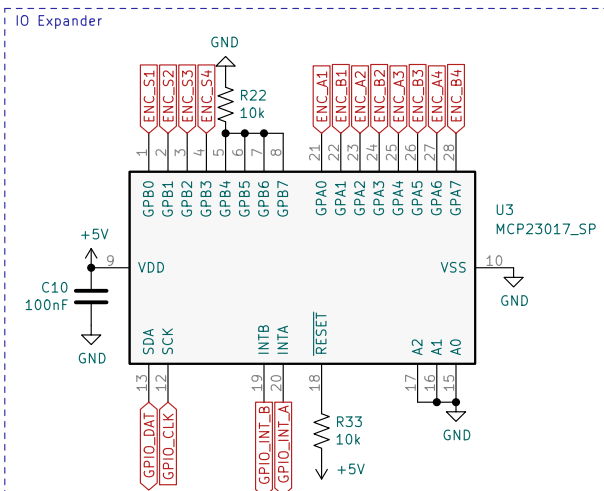 IO Expander
GND
ENC_S1
ENC_S2
ENC_S3
ENC_S4
R22
10k
ENC_A1
ENC_B1
ENC_A2
ENC_B2
ENC_A3
ENC_B3
ENC_A4
ENC_B4
1
2
3
4
5
6
7
8
21
22
23
24
25
26
27
28
GPB0
GPB1
GPB2
GPB3
GPB4
GPB5
GPB6
GPB7
GPA0
GPA1
GPA2
GPA3
GPA4
GPA5
GPA6
GPA7
U3
MCP23017_SP
+5V
9
VDD
VSS
10
GND
C10
100nF
GND
SDA
SCK
INTB
INTA
RESET
A2
A1
A0
13
12
19
20
18
17
16
15
GPIO_DAT
GPIO_CLK
GPIO_INT_B
GPIO_INT_A
R33
10k
+5V
GND